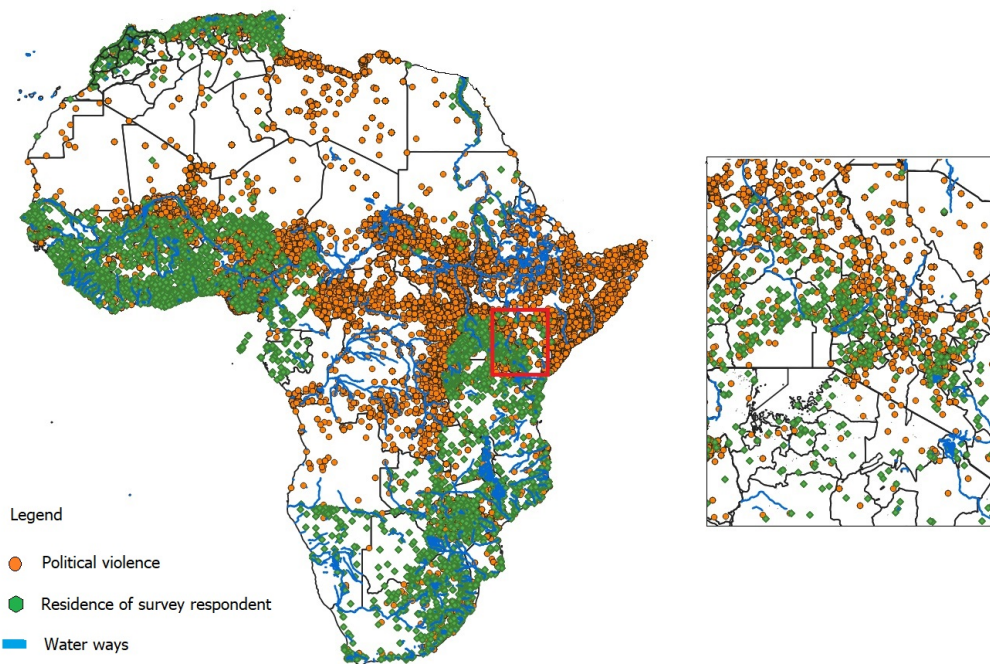 Legend
Political violence
Residence of survey respondent
Water ways